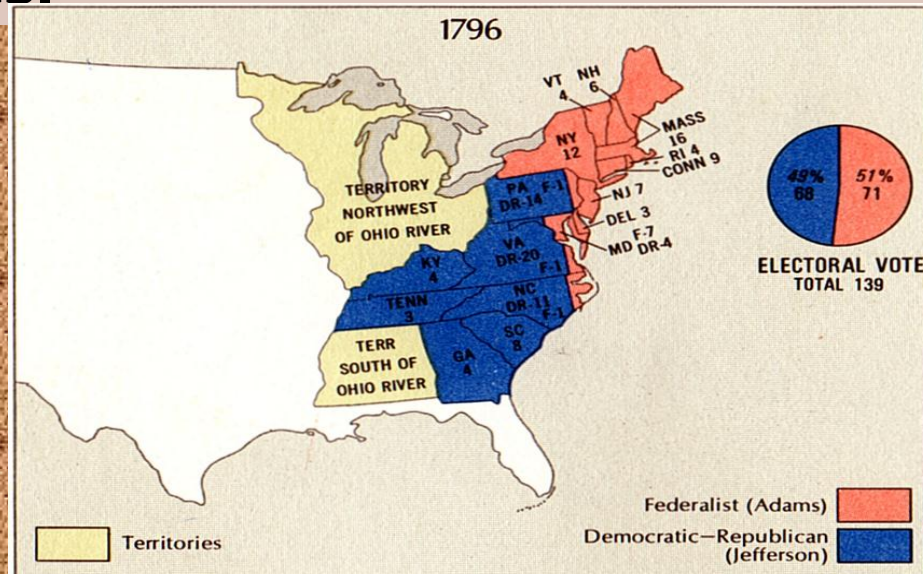 1796
VT
4
NH
6
NY
12
MASS
16
RI 4
CONN 9
NJ 7
DEL 3
MD F-7
DR-4
PA F-1
DR-14
VA
DR-20
F-1
KY
4
TENN
3
NC
DR-11
F-1
SC
8
GA
4
TERRITORY
NORTHWEST
OF OHIO RIVER
TERR
SOUTH OF
OHIO RIVER
49%
68
51%
71
ELECTORAL VOTE
TOTAL 139
Federalist (Adams)
Democratic—Republican
(Jefferson)
Territories